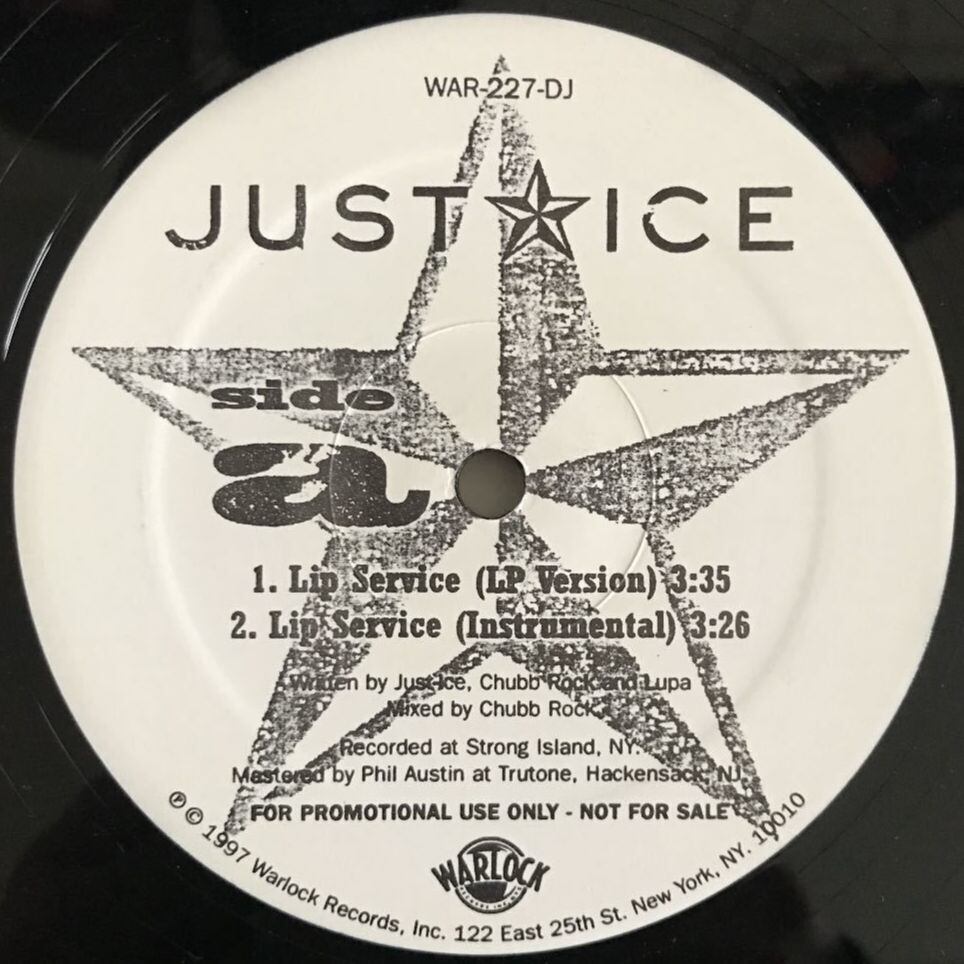 WAR-227-DJ
JUST ICE
side
a
1. Lip Service (LP Version) 3:35
2. Lip Service (Instrumental) 3:26
Written by Just-Ice, Chubb Rock and Lupa
Mixed by Chubb Rock
Recorded at Strong Island, NY.
Mastered by Phil Austin at Trutone, Hackensack, NJ.
FOR PROMOTIONAL USE ONLY - NOT FOR SALE
WARLOCK
℗ © 1997 Warlock Records, Inc. 122 East 25th St. New York, NY. 10010